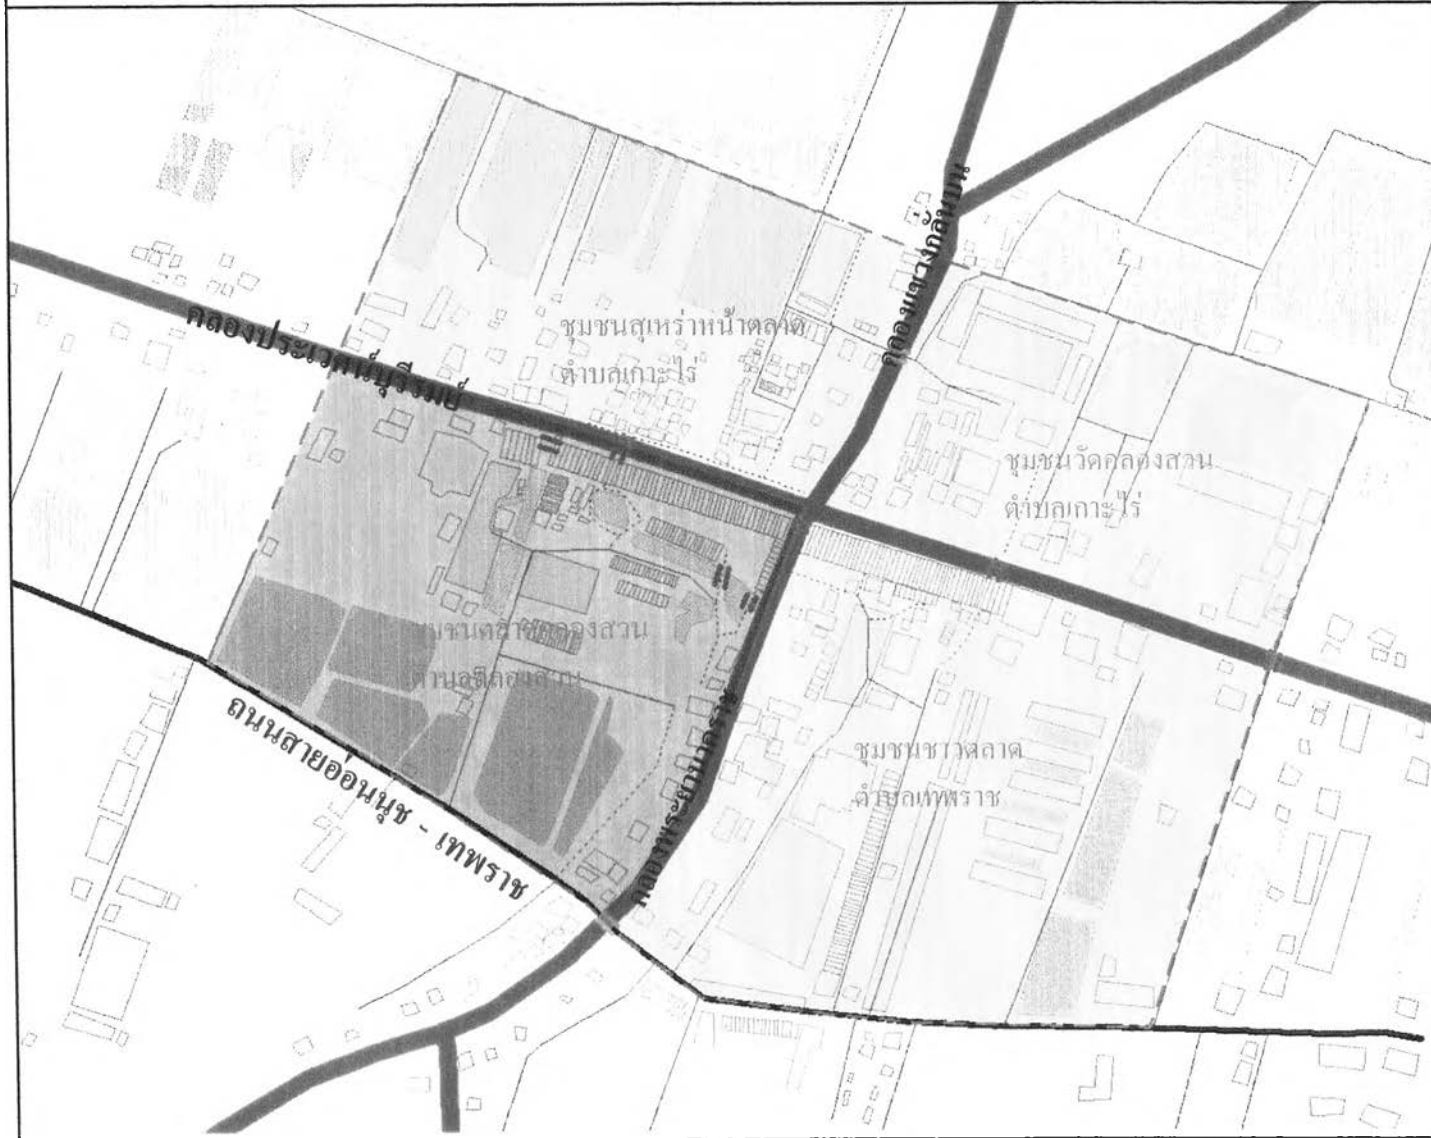 คลองแขวงกลั่นบน
คลองประเวศน์บุรีรมย์
ชุมชนสุเหร่าหน้าตลาด
ตำบลเกาะไร่
ชุมชนวัดคลองสวน
ตำบลเกาะไร่
ชุมชนตลาดคลองสวน
ถนนสายอ่อนนุช - เทพราช
คลองพระยานาคราช
ชุมชนชาวตลาด
ตำบลเทพราช